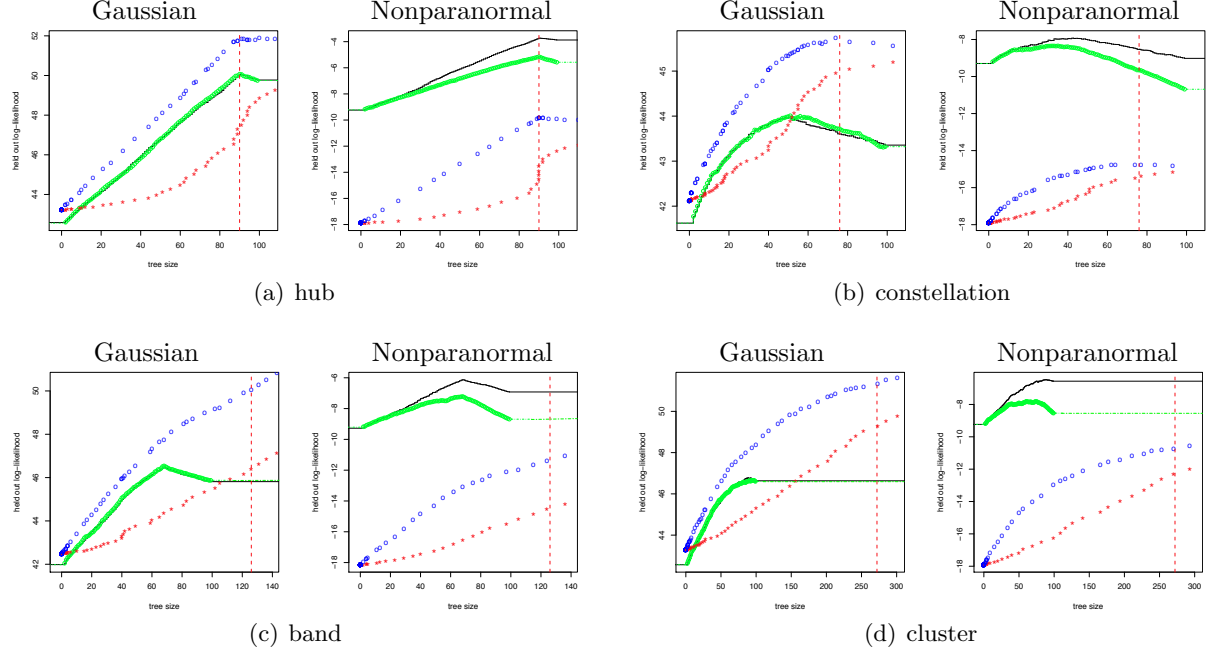 Gaussian Nonparanormal Gaussian Nonparanormal
held out log−likelihood
44 46 48 50 52
0 20 40 60 80 100
tree size
held out log−likelihood
−18 −16 −14 −12 −10 −8 −6 −4
0 20 40 60 80 100
tree size
held out log−likelihood
42 43 44 45
0 20 40 60 80 100
tree size
held out log−likelihood
−18 −16 −14 −12 −10 −8
0 20 40 60 80 100
tree size
(a) hub
(b) constellation
Gaussian Nonparanormal Gaussian Nonparanormal
held out log−likelihood
42 44 46 48 50
0 20 40 60 80 100 120 140
tree size
held out log−likelihood
−18 −16 −14 −12 −10 −8 −6
0 20 40 60 80 100 120 140
tree size
held out log−likelihood
44 46 48 50
0 50 100 150 200 250 300
tree size
held out log−likelihood
−18 −16 −14 −12 −10 −8
0 50 100 150 200 250 300
tree size
(c) band
(d) cluster